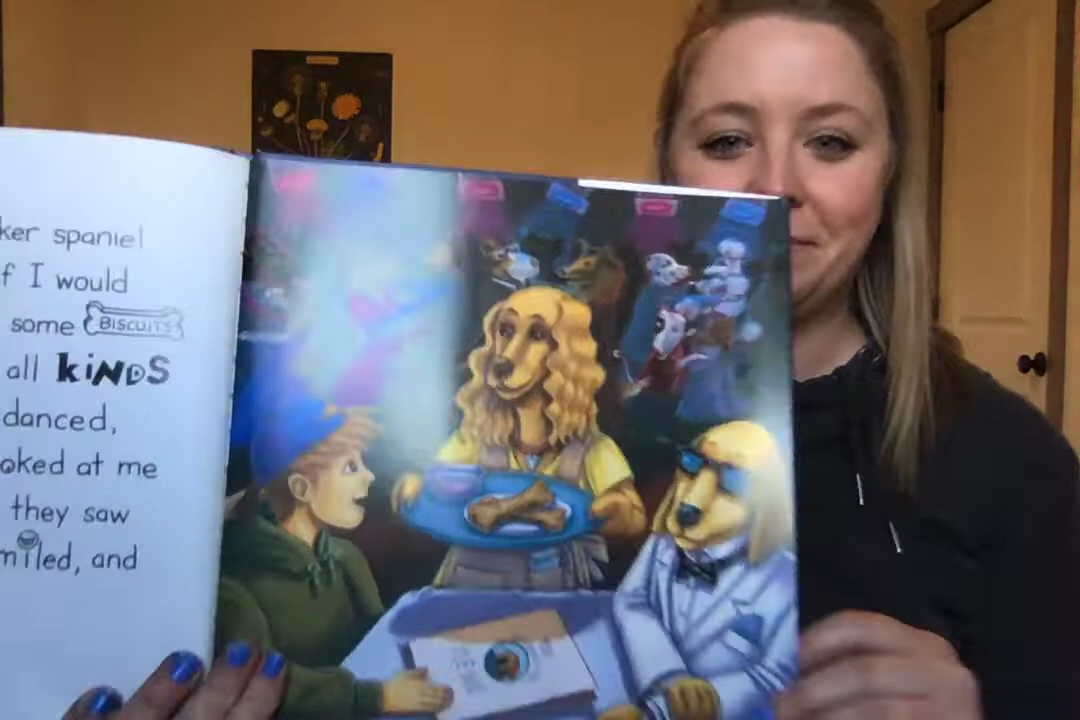 ker spaniel
f I would
some BISCUITS
all KiNDS
danced,
oked at me
they saw
miled, and